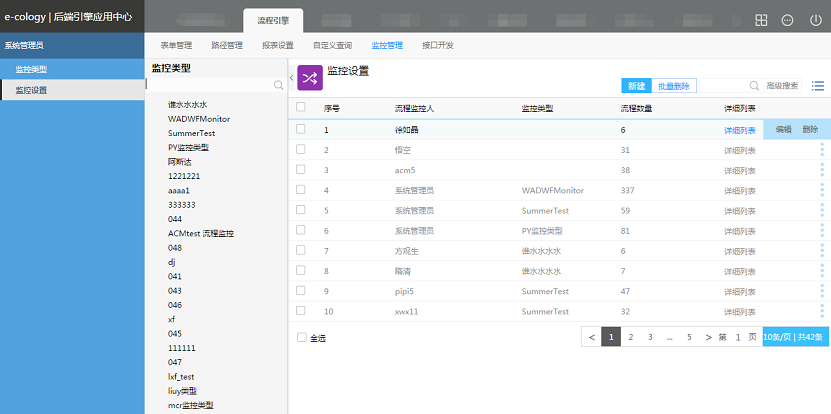 e-cology | 后端引擎应用中心
流程引擎
系统管理员
表单管理 路径管理 报表设置 自定义查询 监控管理 接口开发
监控类型
监控设置
监控类型
谁水水水水
WADWFMonitor
SummerTest
PY监控类型
阿斯达
1221221
aaaa1
333333
044
ACMtest 流程监控
048
dj
041
043
046
xf
045
111111
047
lxf_test
liuy类型
mcr监控类型
监控设置
新建 批量删除 高级搜索
序号 流程监控人 监控类型 流程数量 详细列表
1 徐如晶 6 详细列表 编辑 删除
2 悟空 31 详细列表
3 acm5 38 详细列表
4 系统管理员 WADWFMonitor 337 详细列表
5 系统管理员 SummerTest 59 详细列表
6 系统管理员 PY监控类型 81 详细列表
7 方观生 谁水水水水 6 详细列表
8 隋清 谁水水水水 7 详细列表
9 pipi5 SummerTest 47 详细列表
10 xwx11 SummerTest 32 详细列表
全选 < 1 2 3 ... 5 > 第 1 页 10条/页 | 共42条